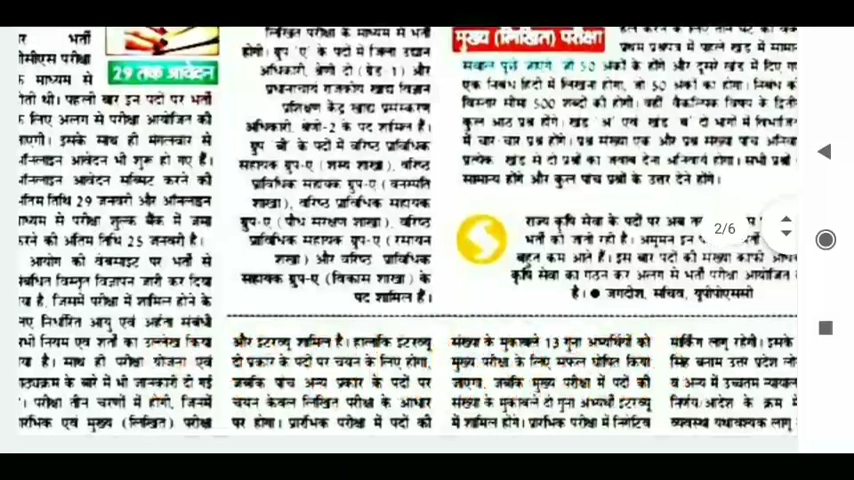 र भर्ती
सीएस परीक्षा
माध्यम से
ोती थी। पहली बार इन पदों पर भर्ती
लिए अलग से परीक्षा आयोजित की
ाएगी। इसके साथ ही मंगलवार से
नलाइन आवेदन भी शुरू हो गए हैं।
नलाइन आवेदन सब्मिट करने की
ंतिम तिथि 29 जनवरी और ऑनलाइन
ाध्यम से परीक्षा शुल्क बैंक में जमा
रने की अंतिम तिथि 25 जनवरी है।
आयोग की वेबसाइट पर भर्ती से
ंबंधित विस्तृत विज्ञापन जारी कर दिया
या है, जिसमें परीक्षा में शामिल होने के
निर्धारित आयु एवं अर्हता संबंधी
भी नियम एवं शर्तों का उल्लेख किया
या है। साथ ही परीक्षा योजना एवं
ाठ्यक्रम के बारे में भी जानकारी दी गई
। परीक्षा तीन चरणों में होगी, जिनमें
ारंभिक एवं मुख्य (लिखित) परीक्षा
29 तक आवेदन
लिखित परीक्षा के माध्यम से भर्ती
होगी। ग्रुप 'ए' के पदों में जिला उद्यान
अधिकारी, श्रेणी दो (ग्रेड-1) और
प्रधानाचार्य राजकीय खाद्य विज्ञान
प्रशिक्षण केंद्र खाद्य प्रसंस्करण
अधिकारी, श्रेणी-2 के पद शामिल हैं।
ग्रुप 'बी' के पदों में वरिष्ठ प्राविधिक
सहायक ग्रुप-ए (शस्य शाखा), वरिष्ठ
प्राविधिक सहायक ग्रुप-ए (वनस्पति
शाखा), वरिष्ठ प्राविधिक सहायक
ग्रुप-ए (पौध संरक्षण शाखा), वरिष्ठ
प्राविधिक सहायक ग्रुप-ए (रसायन
शाखा) और वरिष्ठ प्राविधिक
सहायक ग्रुप-ए (विकास शाखा) के
पद शामिल हैं।
और इंटरव्यू शामिल है। हालांकि इंटरव्यू
दो प्रकार के पदों पर चयन के लिए होगा,
जबकि पांच अन्य प्रकार के पदों पर
चयन केवल लिखित परीक्षा के आधार
पर होगा। प्रारंभिक परीक्षा में पदों की
मुख्य (लिखित) परीक्षा
हल करने के लिए तीन घंटे का
प्रथम प्रश्नपत्र में पहले खंड में सामा
सवाल पूछे जाएंगे, जो 50 अंकों के होंगे और दूसरे खंड में दिए ग
एक निबंध हिंदी में लिखना होगा, जो 50 अंकों का होगा। निबंध क
विस्तार सीमा 500 शब्दों की होगी। वहीं वैकल्पिक विषय के द्विती
कुल आठ प्रश्न होंगे। खंड 'अ' एवं खंड 'ब' दो भागों में विभाजि
में चार-चार प्रश्न होंगे। प्रश्न संख्या एक और प्रश्न संख्या पांच अनिवा
प्रत्येक खंड से दो प्रश्नों का जवाब देना अनिवार्य होगा। सभी प्रश्नों
सामान्य होंगे और कुल पांच प्रश्नों के उत्तर देने होंगे।
राज्य कृषि सेवा के पदों पर अब
भर्ती की जाती रही है। अमूमन इन
बहुत कम आते हैं। इस बार पदों की संख्या काफी
कृषि सेवा का गठन कर अलग से भर्ती परीक्षा आयोजित
है। ● जगदीश, सचिव, यूपीपीएससी
2/6
संख्या के मुकाबले 13 गुना अभ्यर्थियों को
मुख्य परीक्षा के लिए सफल घोषित किया
जाएगा, जबकि मुख्य परीक्षा में पदों की
संख्या के मुकाबले दो गुना अभ्यर्थी इंटरव्यू
में शामिल होंगे। प्रारंभिक परीक्षा में निगेटिव
मार्किंग लागू रहेगी। इसके
सिंह बनाम उत्तर प्रदेश लो
व अन्य में उच्चतम न्यायाल
निर्णय/आदेश के क्रम में
व्यवस्था यथावश्यक लागू